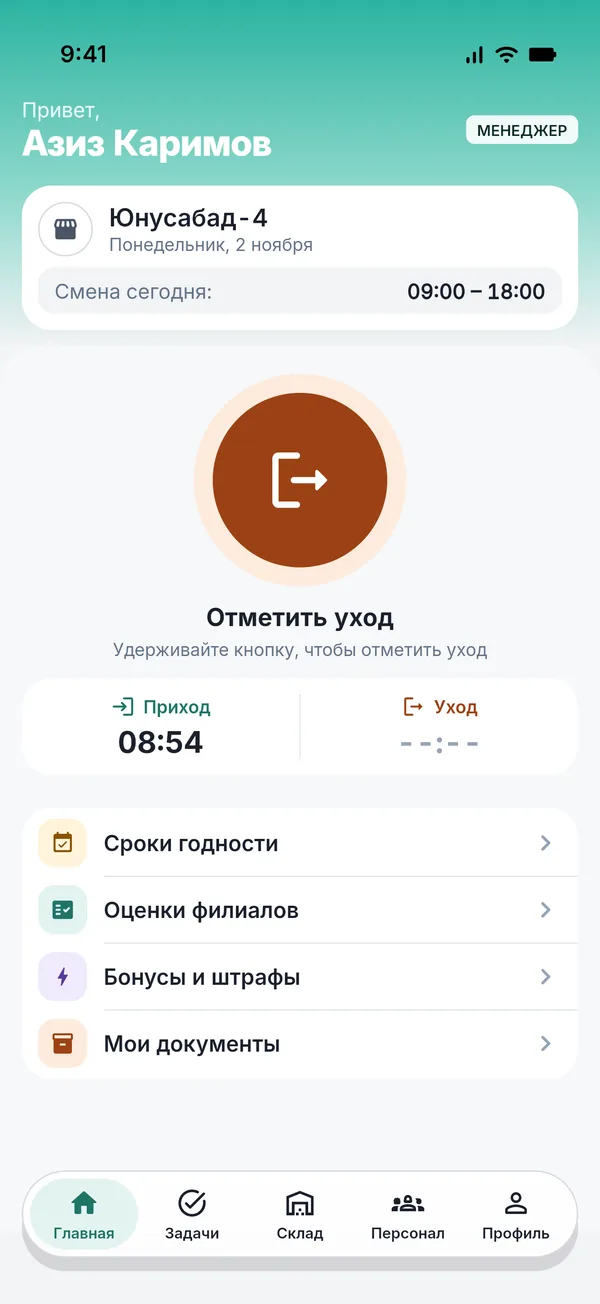 9:41
Привет,
Азиз Каримов
МЕНЕДЖЕР
Юнусабад-4
Понедельник, 2 ноября
Смена сегодня: 09:00 – 18:00
Отметить уход
Удерживайте кнопку, чтобы отметить уход
Приход Уход
08:54 --:--
Сроки годности
Оценки филиалов
Бонусы и штрафы
Мои документы
Главная Задачи Склад Персонал Профиль